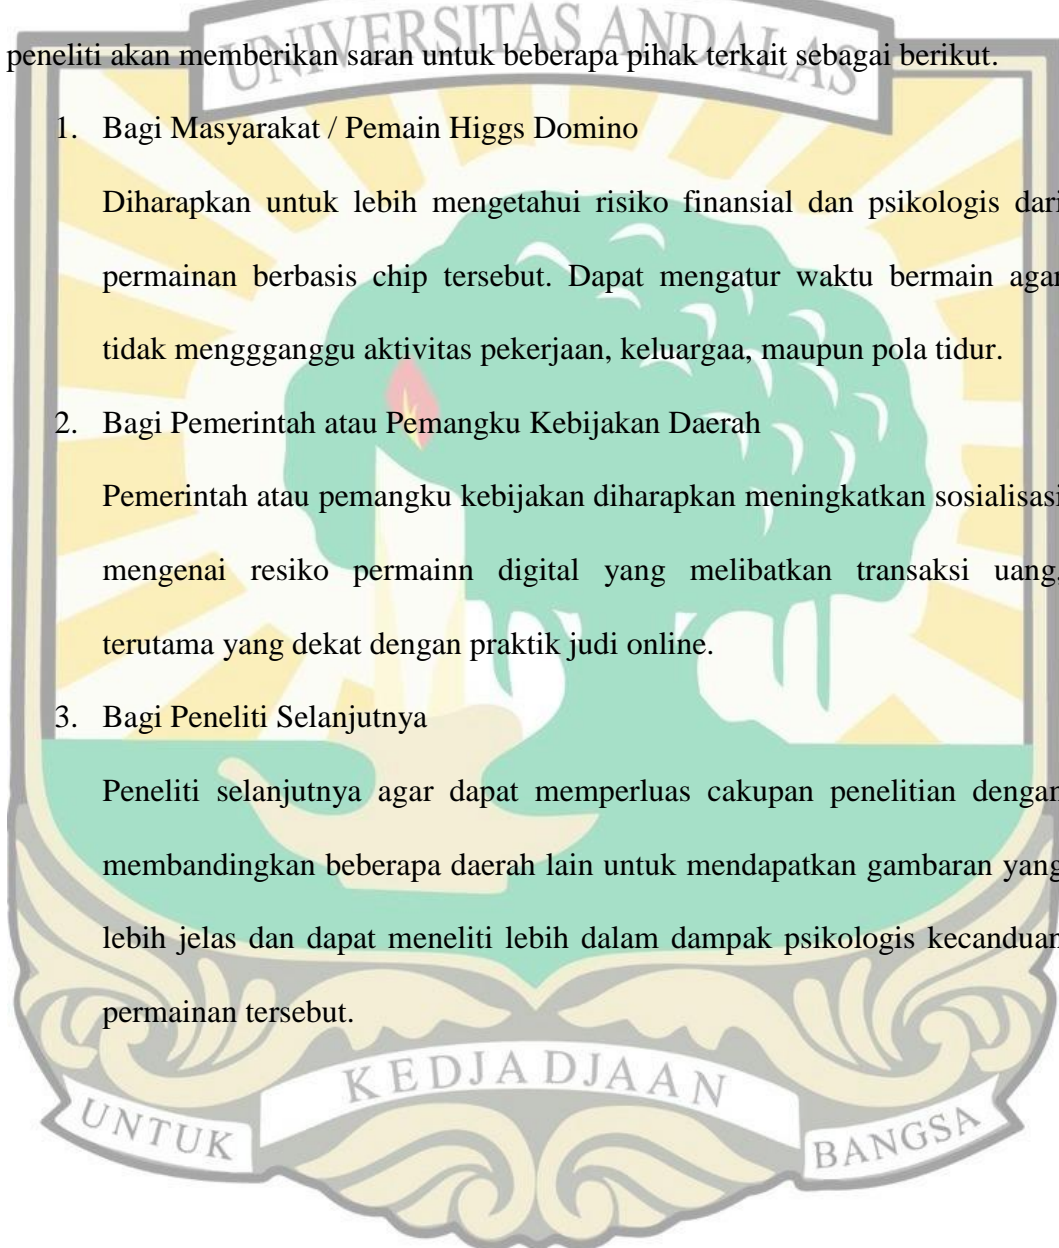 UNIVERSITAS ANDALAS
peneliti akan memberikan saran untuk beberapa pihak terkait sebagai berikut.
1. Bagi Masyarakat / Pemain Higgs Domino
Diharapkan untuk lebih mengetahui risiko finansial dan psikologis dari
permainan berbasis chip tersebut. Dapat mengatur waktu bermain agar
tidak menggganggu aktivitas pekerjaan, keluargaa, maupun pola tidur.
2. Bagi Pemerintah atau Pemangku Kebijakan Daerah
Pemerintah atau pemangku kebijakan diharapkan meningkatkan sosialisasi
mengenai resiko permainn digital yang melibatkan transaksi uang,
terutama yang dekat dengan praktik judi online.
3. Bagi Peneliti Selanjutnya
Peneliti selanjutnya agar dapat memperluas cakupan penelitian dengan
membandingkan beberapa daerah lain untuk mendapatkan gambaran yang
lebih jelas dan dapat meneliti lebih dalam dampak psikologis kecanduan
permainan tersebut.
UNTUK KEDJADJAAN BANGSA